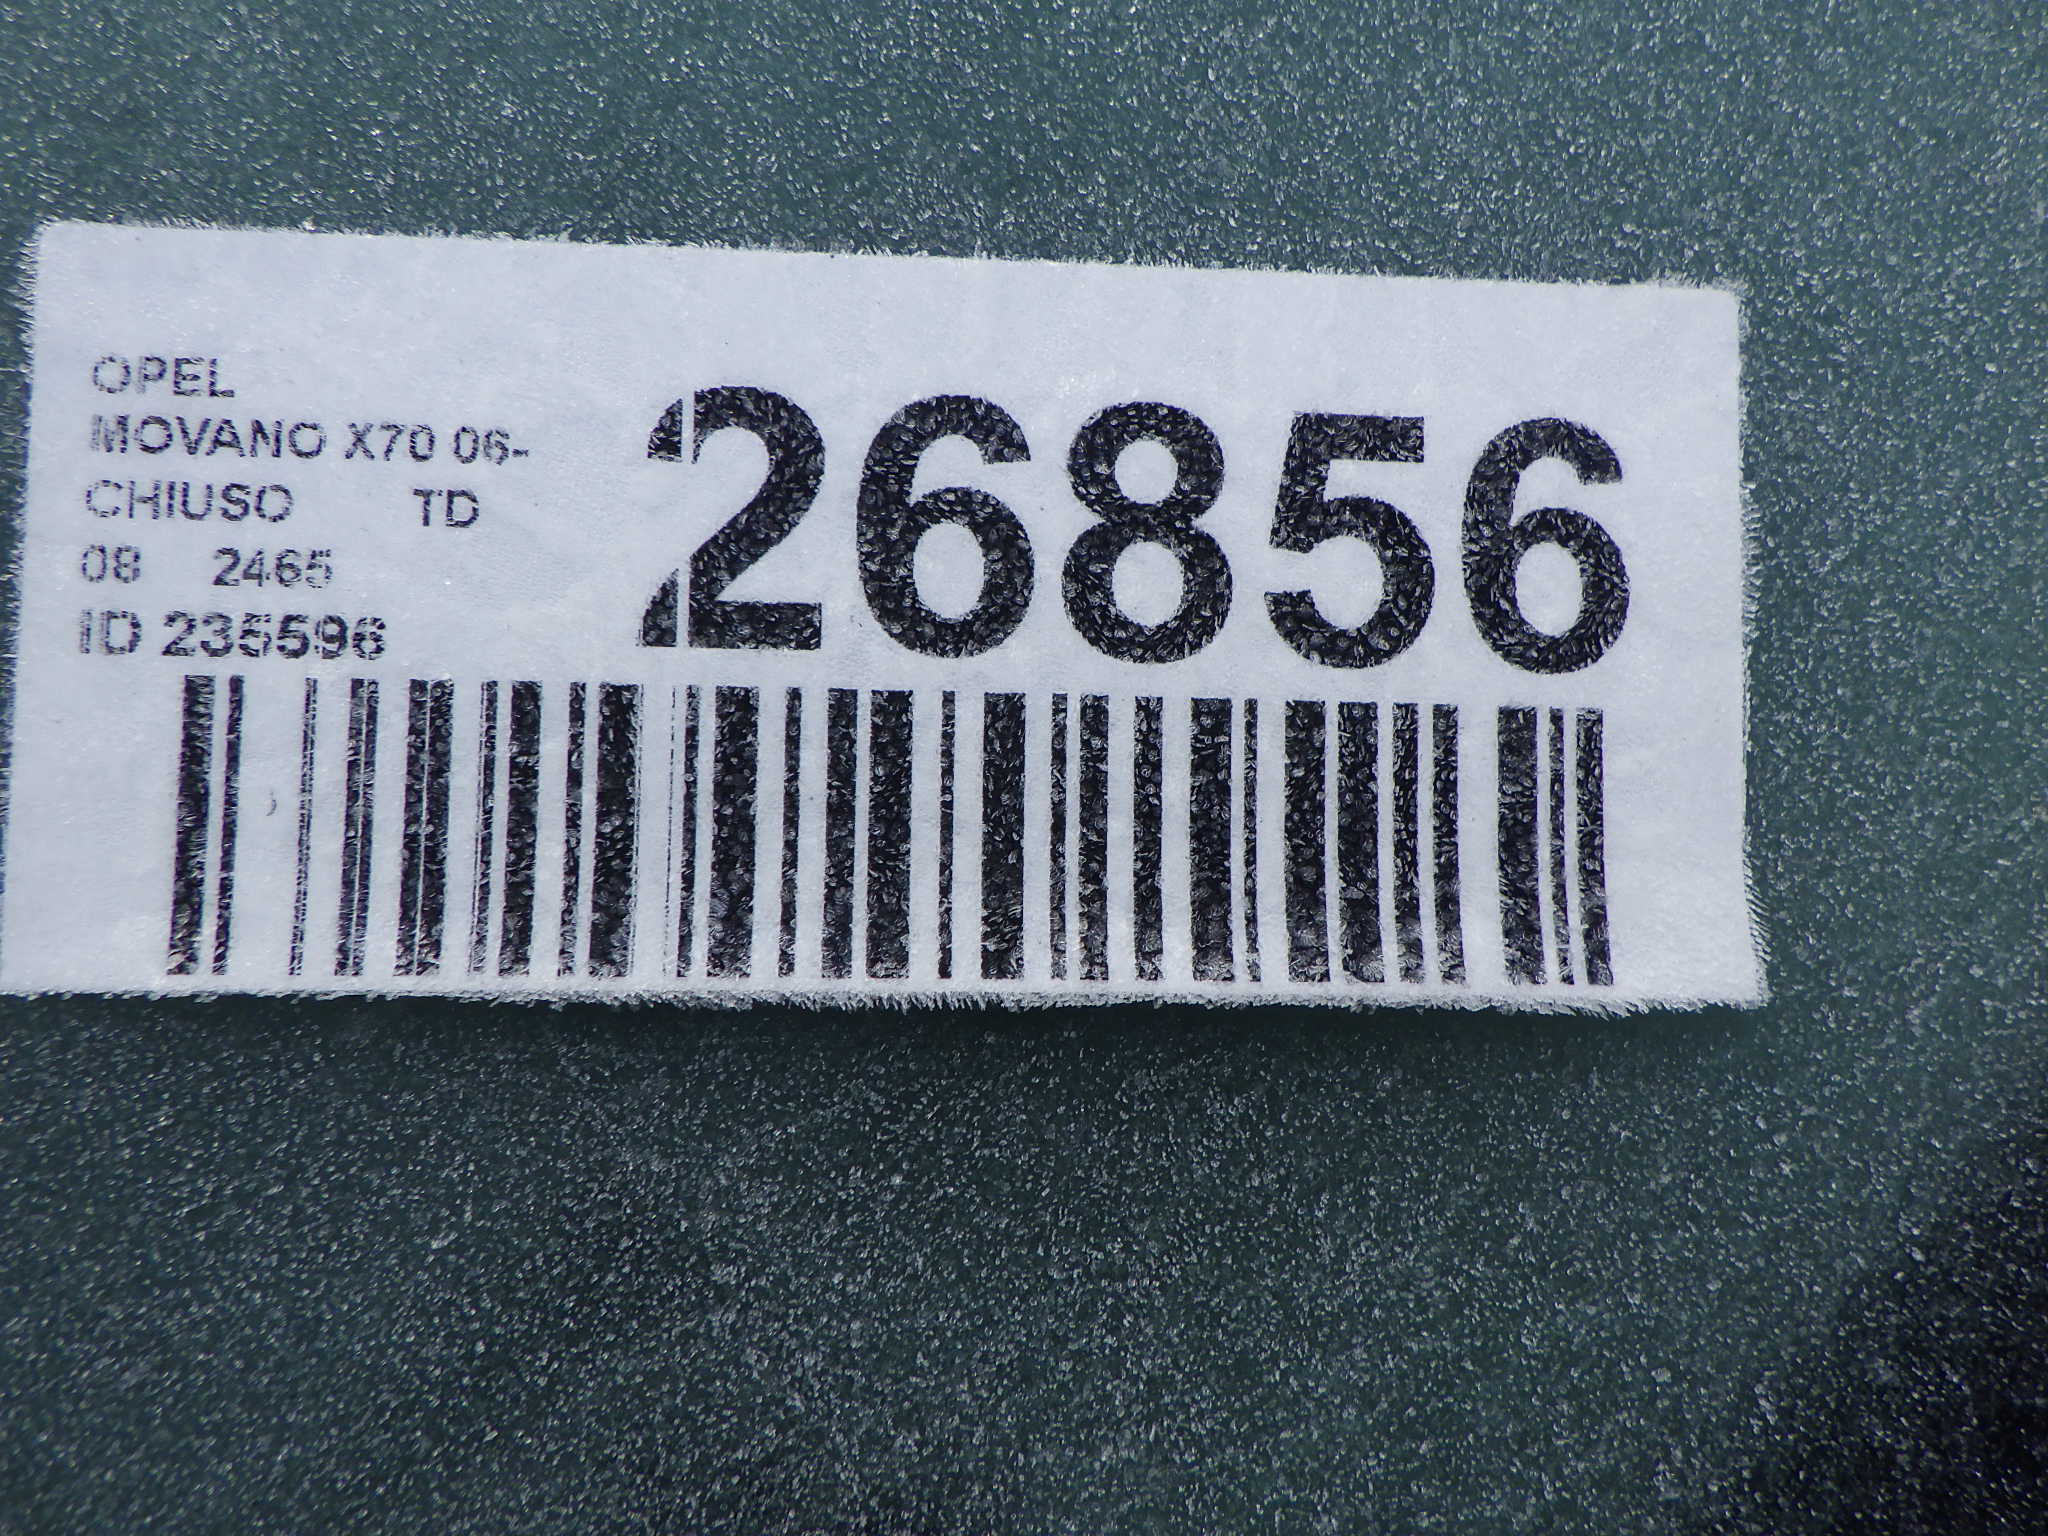 OPEL
MOVANO X70 06-
CHIUSO TD
08 2465
ID 235596
26856